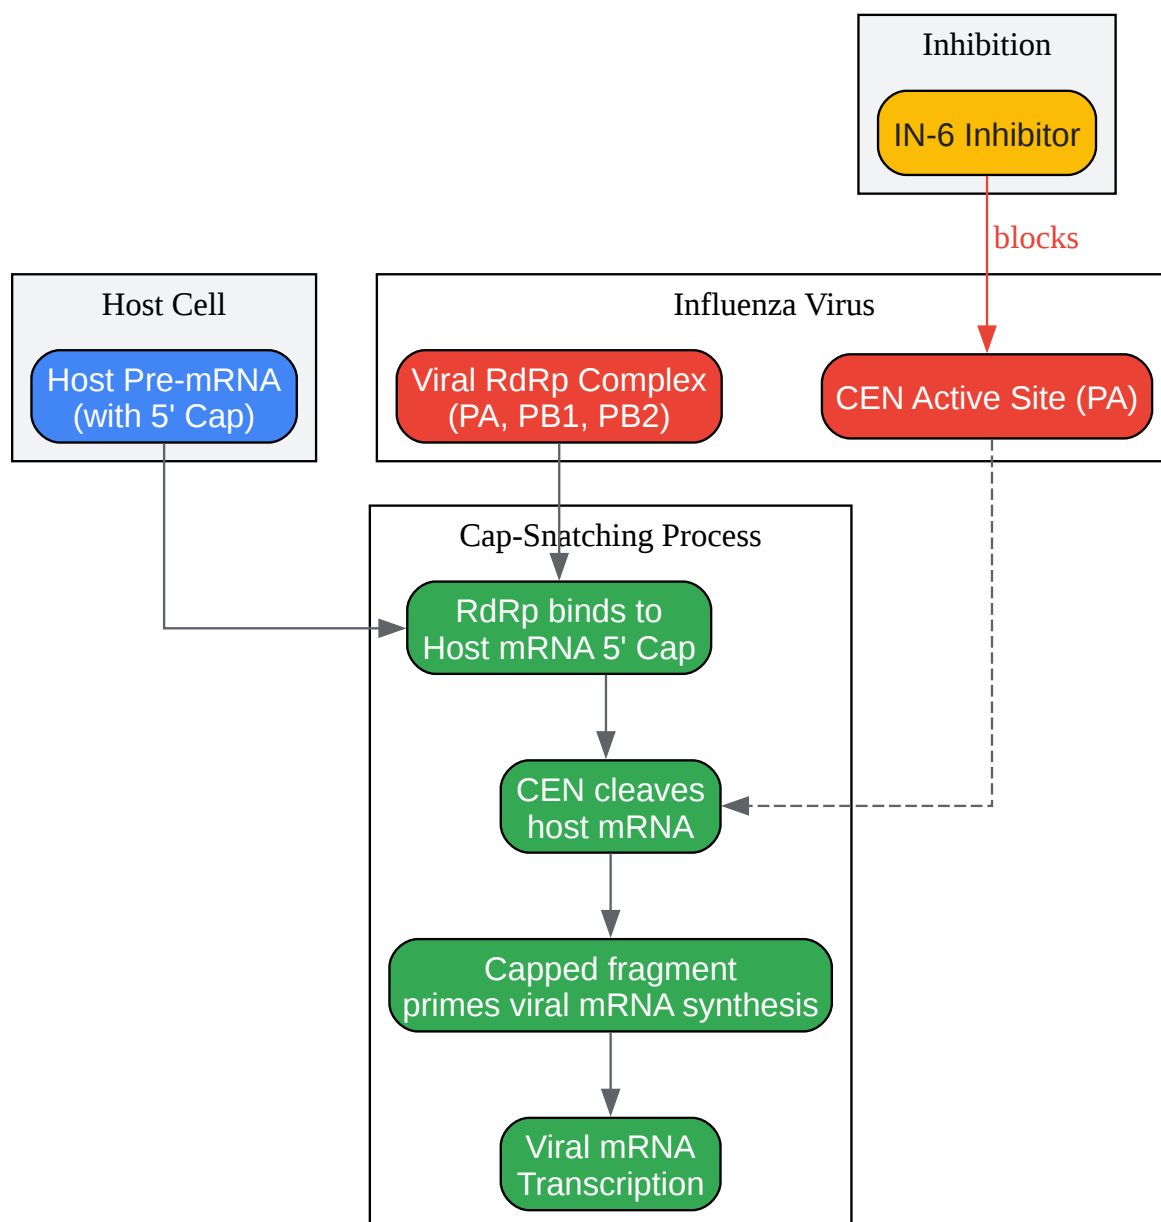 Inhibition
IN-6 Inhibitor
blocks
Host Cell
Host Pre-mRNA
(with 5' Cap)
Influenza Virus
Viral RdRp Complex
(PA, PB1, PB2)
CEN Active Site (PA)
Cap-Snatching Process
RdRp binds to
Host mRNA 5' Cap
CEN cleaves
host mRNA
Capped fragment
primes viral mRNA synthesis
Viral mRNA
Transcription